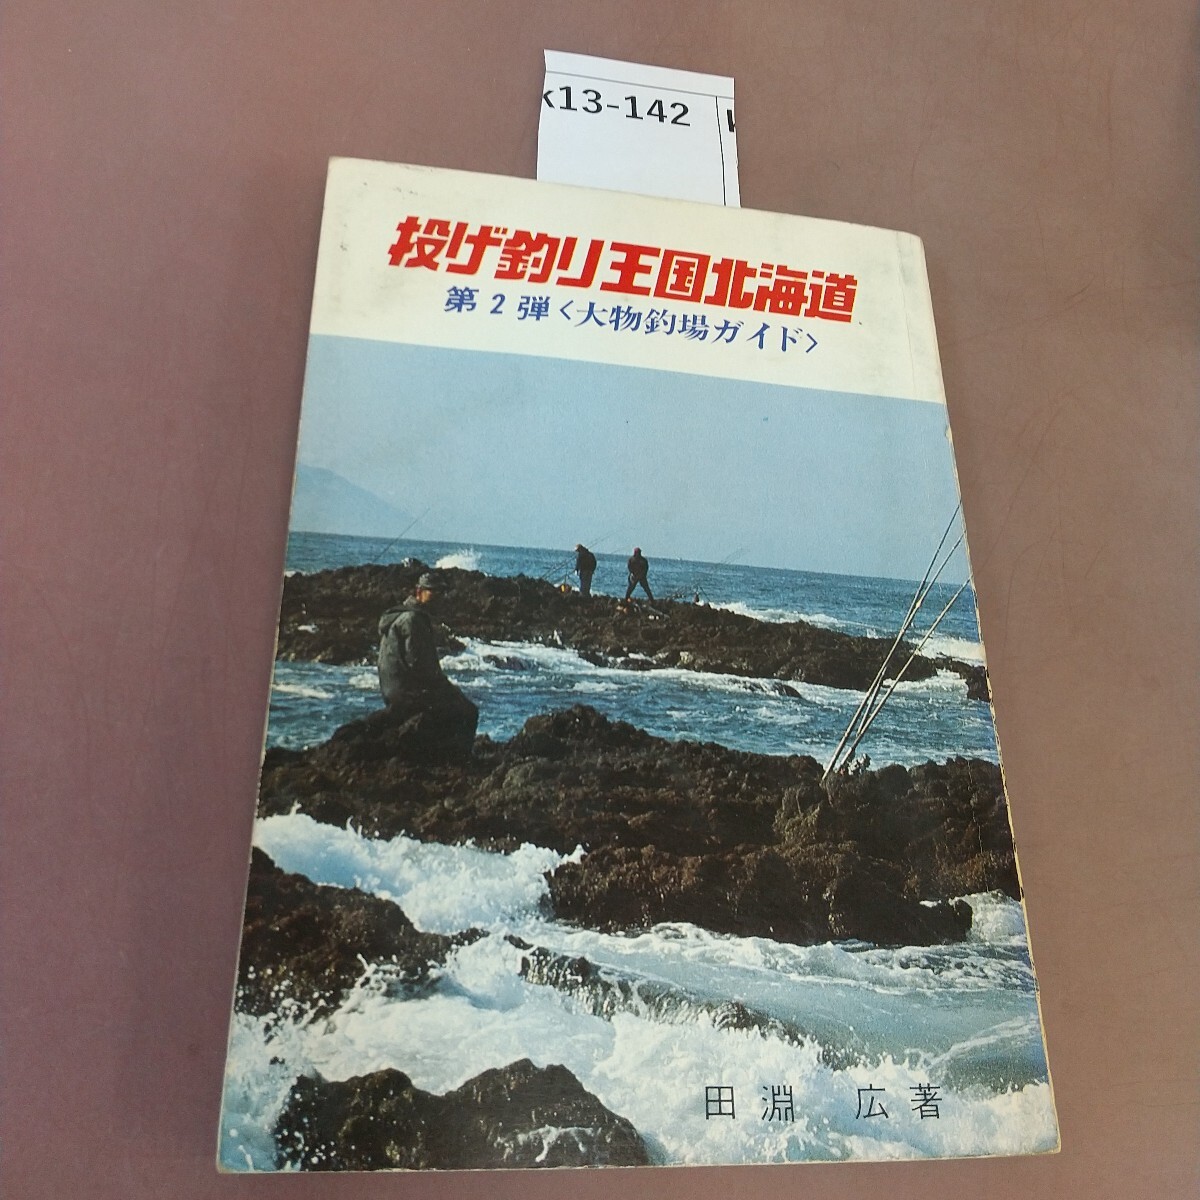 k13-142
投げ釣り王国北海道
第2弾<大物釣場ガイド>
田淵 広著